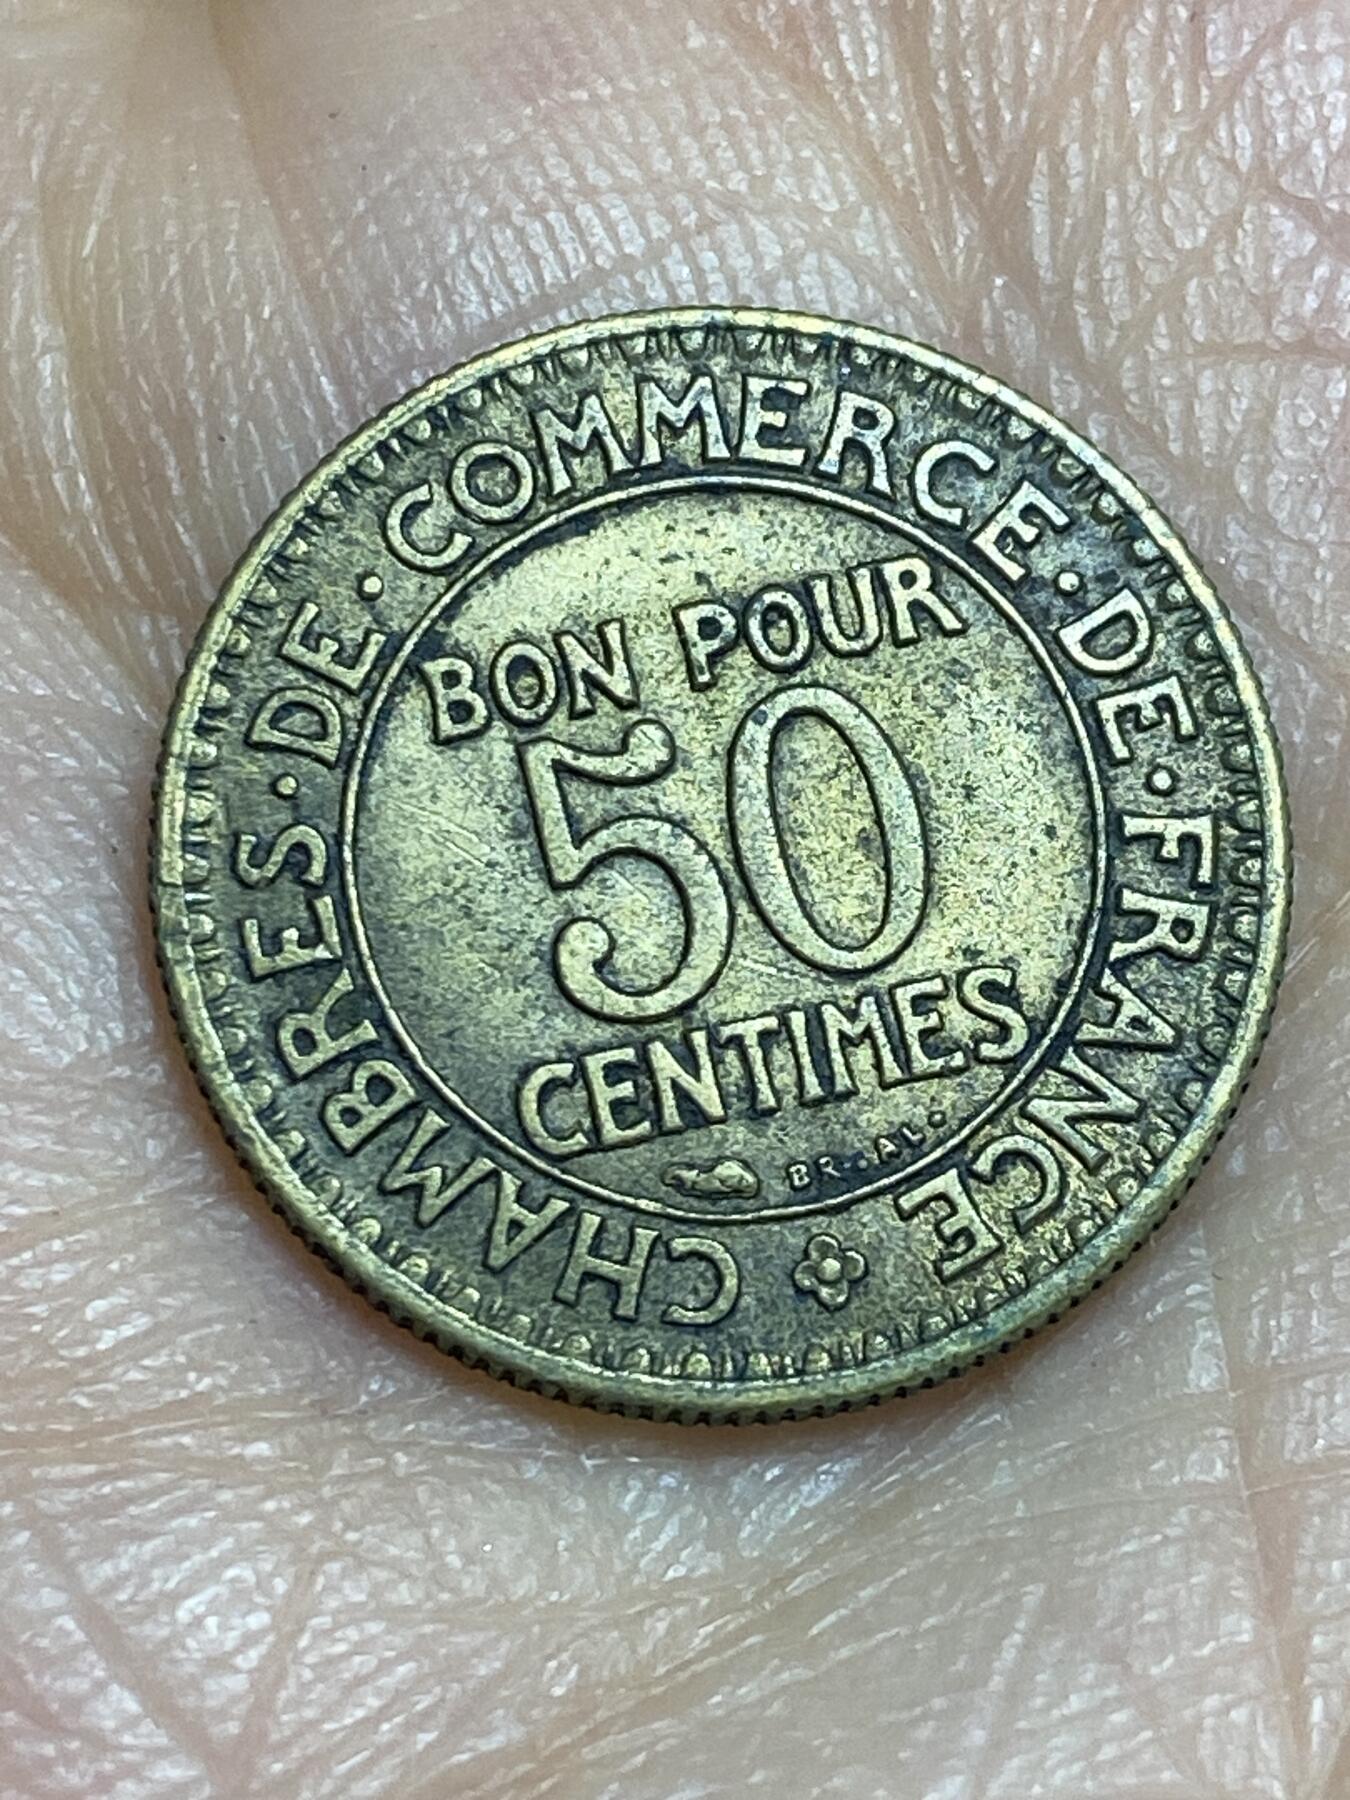 CHAMBRES·DE·COMMERCE·DE·FRANCE
BON POUR
50
CENTIMES
BR·AL·